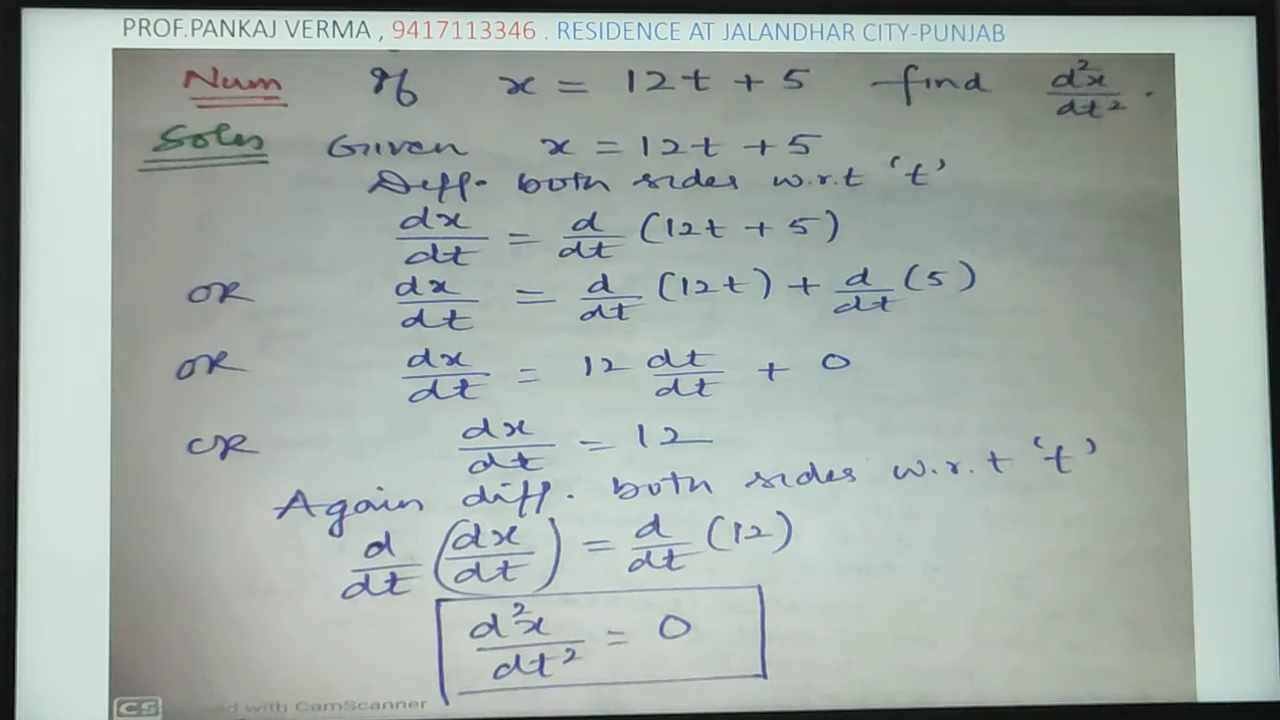 PROF.PANKAJ VERMA , 9417113346 . RESIDENCE AT JALANDHAR CITY-PUNJAB
Num If x = 12t + 5 find d²x/dt² .
Soln Given x = 12t + 5
Diff. both sides w.r.t 't'
dx/dt = d/dt (12t + 5)
OR dx/dt = d/dt (12t) + d/dt (5)
OR dx/dt = 12 dt/dt + 0
OR dx/dt = 12
Again diff. both sides w.r.t 't'
d/dt (dx/dt) = d/dt (12)
d²x/dt² = 0
CS d with CamScanner